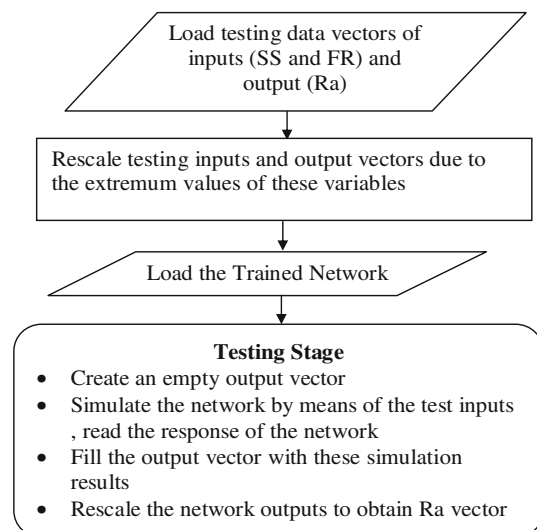 Load testing data vectors of
inputs (SS and FR) and
output (Ra)
Rescale testing inputs and output vectors due to
the extremum values of these variables
Load the Trained Network
Testing Stage
• Create an empty output vector
• Simulate the network by means of the test inputs
, read the response of the network
• Fill the output vector with these simulation
results
• Rescale the network outputs to obtain Ra vector